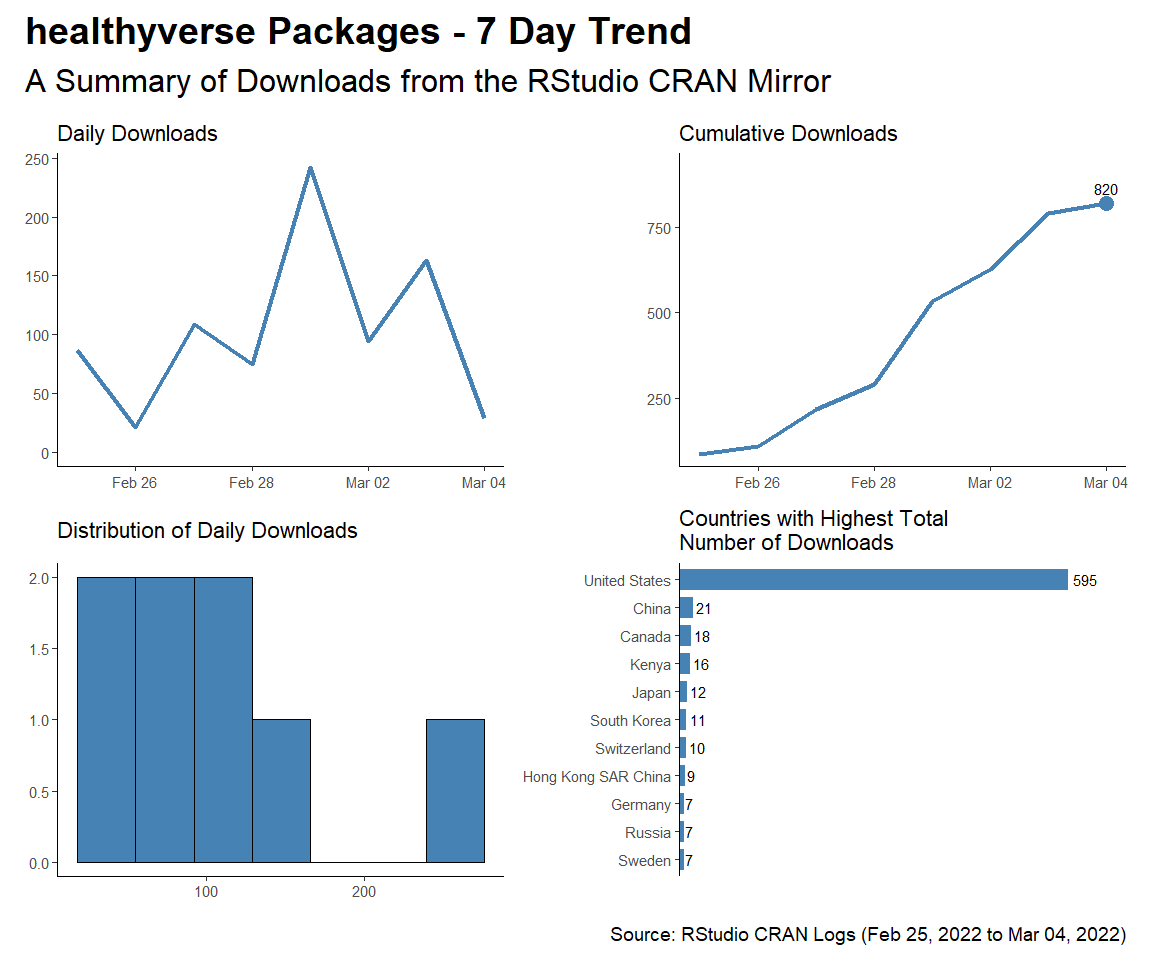 healthyverse Packages - 7 Day Trend
A Summary of Downloads from the RStudio CRAN Mirror
Daily Downloads
250
200
150
100
50
0
Feb 26 Feb 28 Mar 02 Mar 04
Cumulative Downloads
820
750
500
250
Feb 26 Feb 28 Mar 02 Mar 04
Distribution of Daily Downloads
2.0
1.5
1.0
0.5
0.0
100 200
Countries with Highest Total
Number of Downloads
United States 595
China 21
Canada 18
Kenya 16
Japan 12
South Korea 11
Switzerland 10
Hong Kong SAR China 9
Germany 7
Russia 7
Sweden 7
Source: RStudio CRAN Logs (Feb 25, 2022 to Mar 04, 2022)